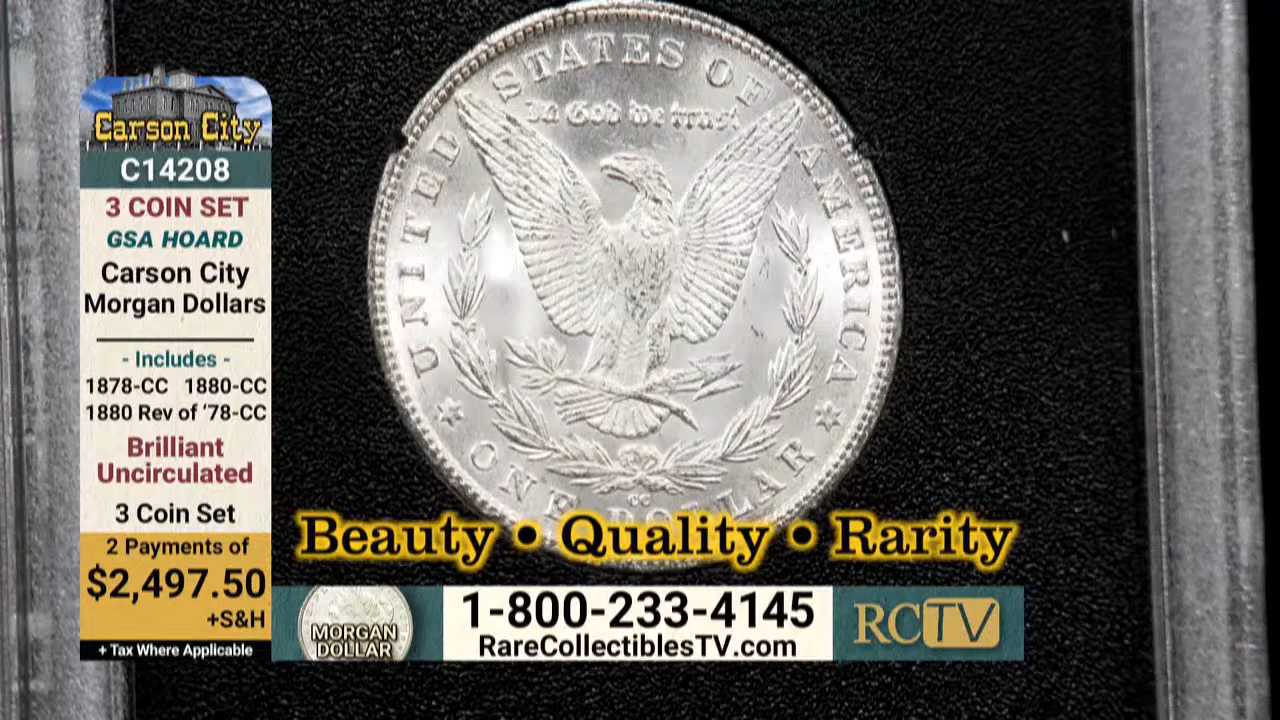 Carson City
C14208
3 COIN SET
GSA HOARD
Carson City
Morgan Dollars
- Includes -
1878-CC 1880-CC
1880 Rev of ‘78-CC
Brilliant
Uncirculated
3 Coin Set
2 Payments of
$2,497.50
+S&H
+ Tax Where Applicable
UNITED STATES OF AMERICA
In God we trust
CC
ONE DOLLAR
Beauty • Quality • Rarity
MORGAN
DOLLAR
1-800-233-4145
RareCollectiblesTV.com
RCTV